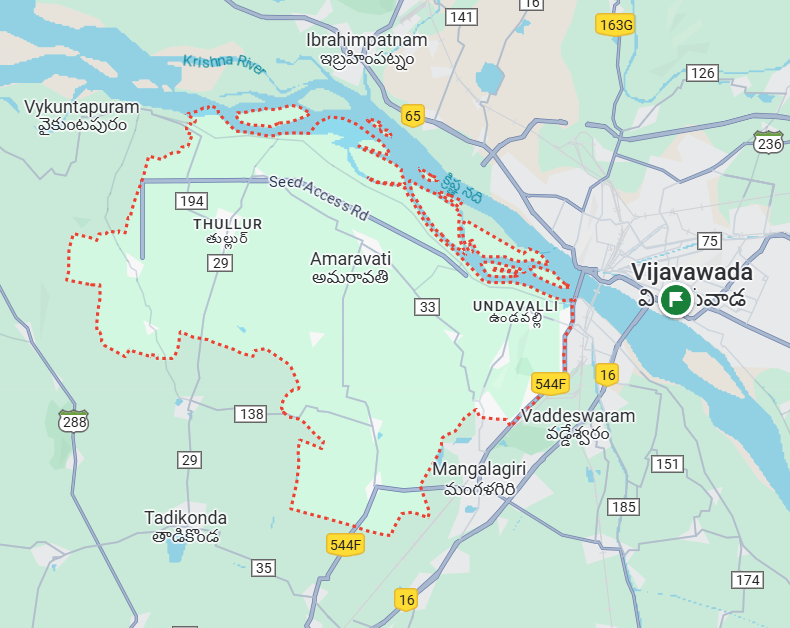 141
16
163G
Ibrahimpatnam
ఇబ్రహీంపట్నం
Krishna River
126
Vykuntapuram
వైకుంటపురం
65
236
Seed Access Rd
కృష్ణ నది
194
THULLUR
తుల్లుర్
75
29
Amaravati
అమరావతి
Vijayawada
33
UNDAVALLI
ఉండవల్లి
544F
16
288
138
Vaddeswaram
వడ్డేశ్వరం
29
Mangalagiri
మంగళగిరి
151
185
Tadikonda
తాడికొండ
544F
35
174
16